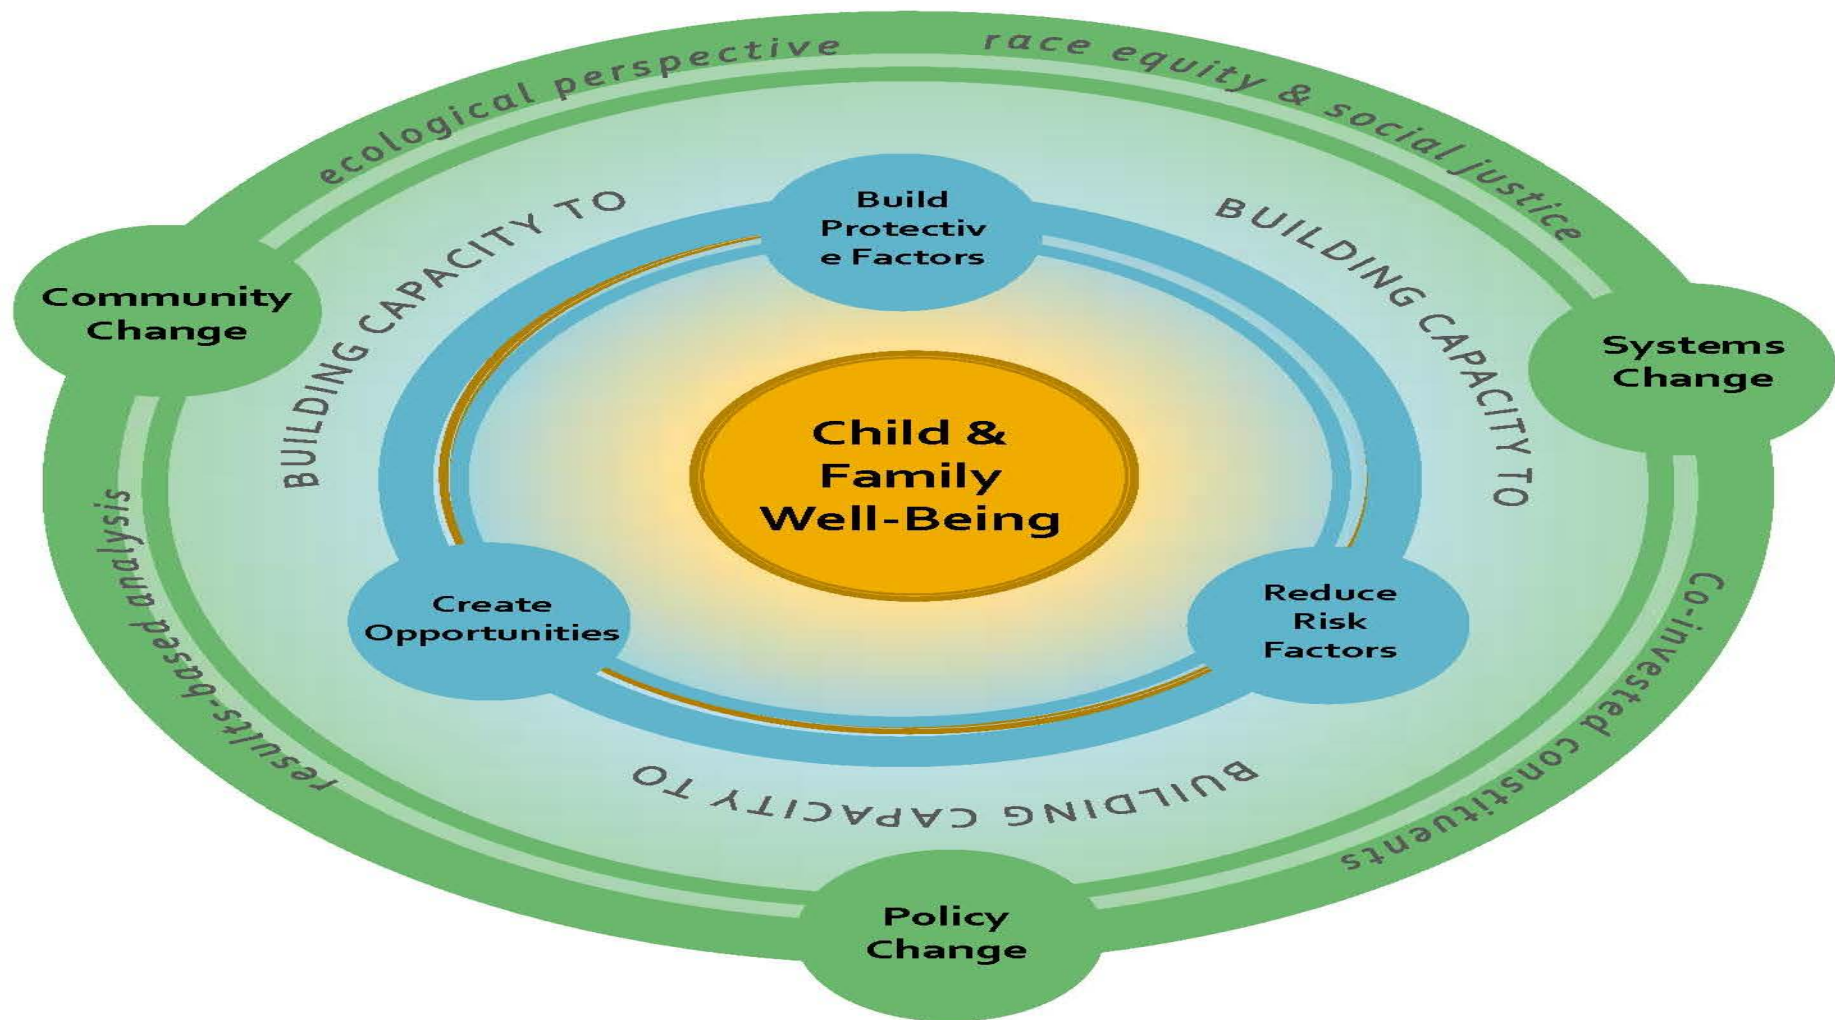 ecological perspective
race equity & social justice
Build
Protectiv
e Factors
BUILDING CAPACITY TO
BUILDING CAPACITY TO
Community
Change
Systems
Change
Child &
Family
Well-Being
Create
Opportunities
Reduce
Risk
Factors
results-based analysis
Co-invested constituents
BUILDING CAPACITY TO
Policy
Change